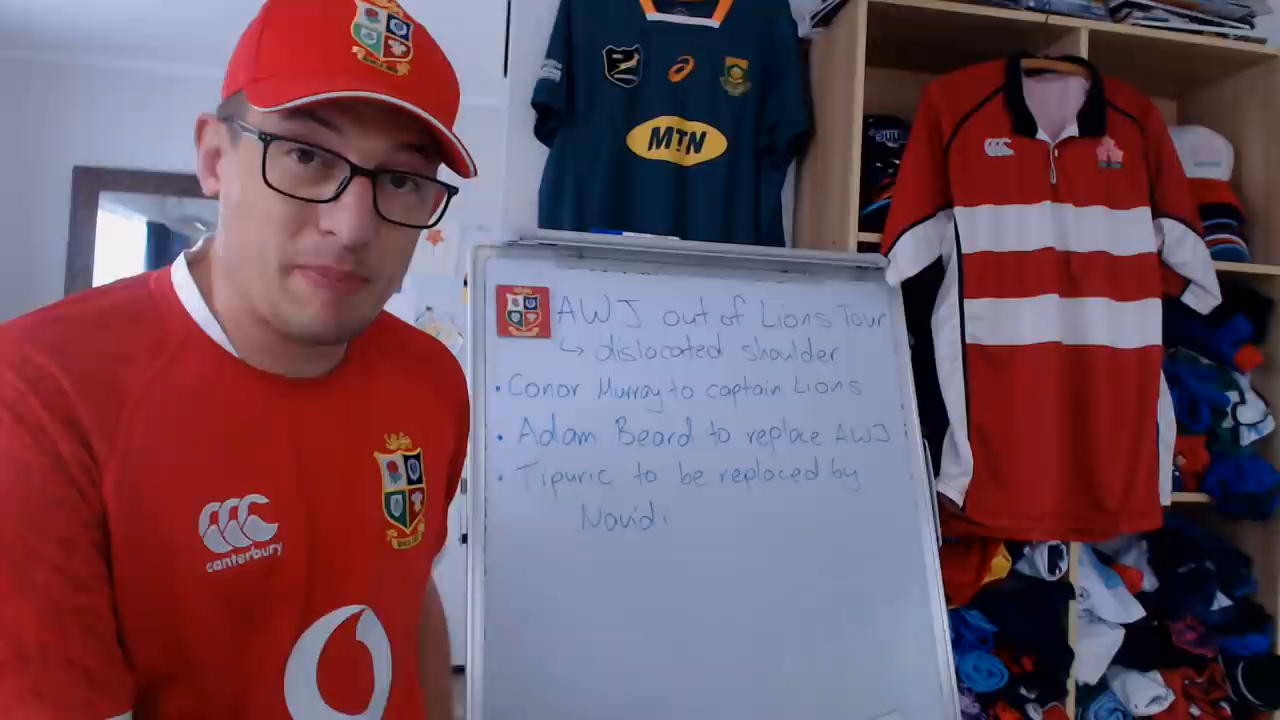 MTN
AWJ out of Lions Tour
↳ dislocated shoulder
• Conor Murray to captain Lions
• Adam Beard to replace AWJ
• Tipuric to be replaced by
Navid.
canterbury